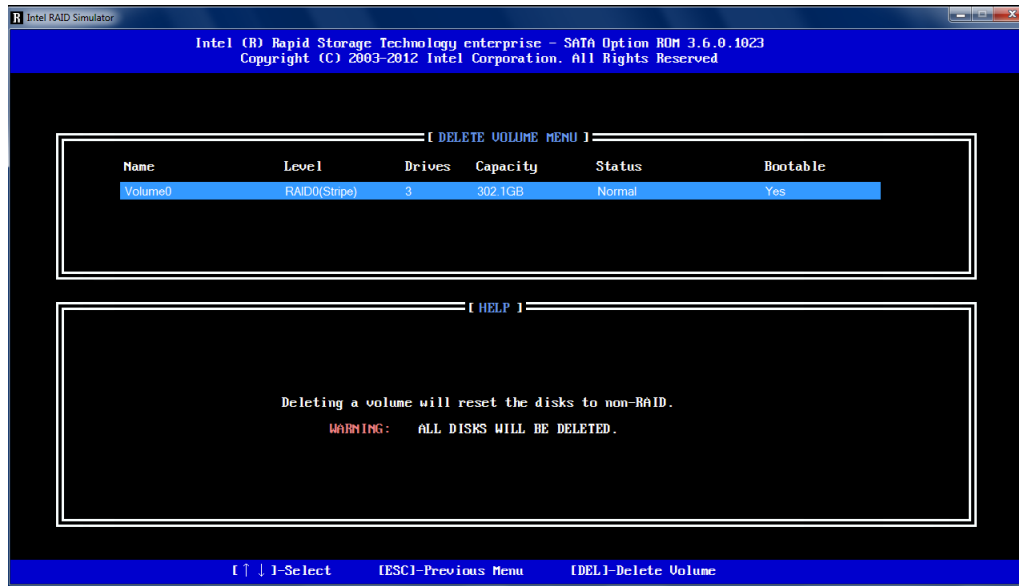 R Intel RAID Simulator
Intel (R) Rapid Storage Technology enterprise - SATA Option ROM 3.6.0.1023
Copyright (C) 2003-2012 Intel Corporation. All Rights Reserved
[ DELETE VOLUME MENU ]
Name Level Drives Capacity Status Bootable
Volume0 RAID0(Stripe) 3 302.1GB Normal Yes
[ HELP ]
Deleting a volume will reset the disks to non-RAID.
WARNING: ALL DISKS WILL BE DELETED.
[↑↓]-Select [ESC]-Previous Menu [DEL]-Delete Volume